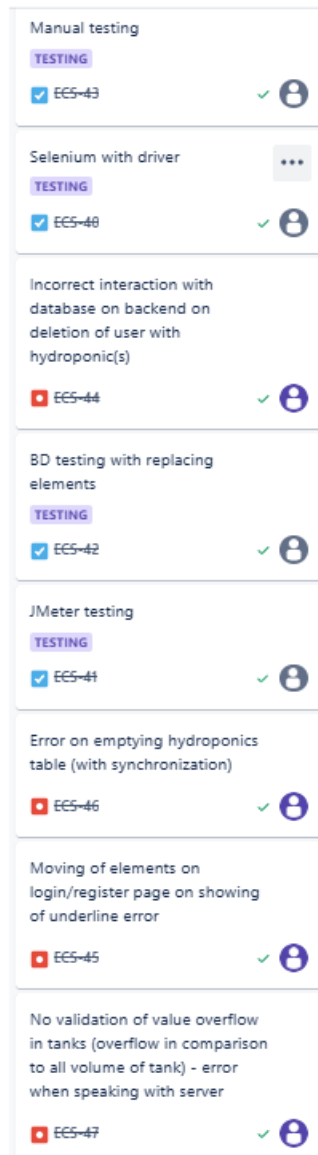 Manual testing
TESTING
ECS-43
Selenium with driver
TESTING
ECS-40
Incorrect interaction with
database on backend on
deletion of user with
hydroponic(s)
ECS-44
BD testing with replacing
elements
TESTING
ECS-42
JMeter testing
TESTING
ECS-41
Error on emptying hydroponics
table (with synchronization)
ECS-46
Moving of elements on
login/register page on showing
of underline error
ECS-45
No validation of value overflow
in tanks (overflow in comparison
to all volume of tank) - error
when speaking with server
ECS-47